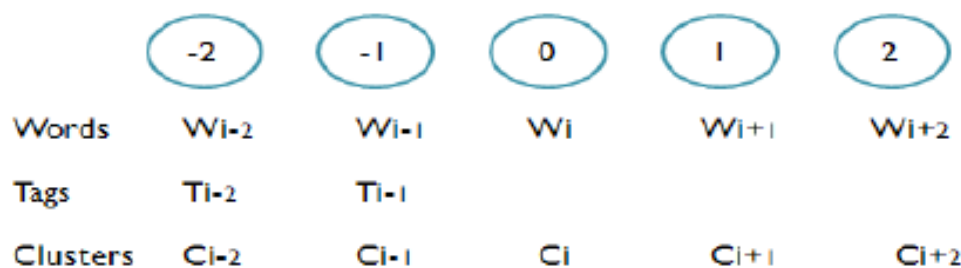 -2 -1 0 1 2
Words Wi-2 Wi-1 Wi Wi+1 Wi+2
Tags Ti-2 Ti-1
Clusters Ci-2 Ci-1 Ci Ci+1 Ci+2